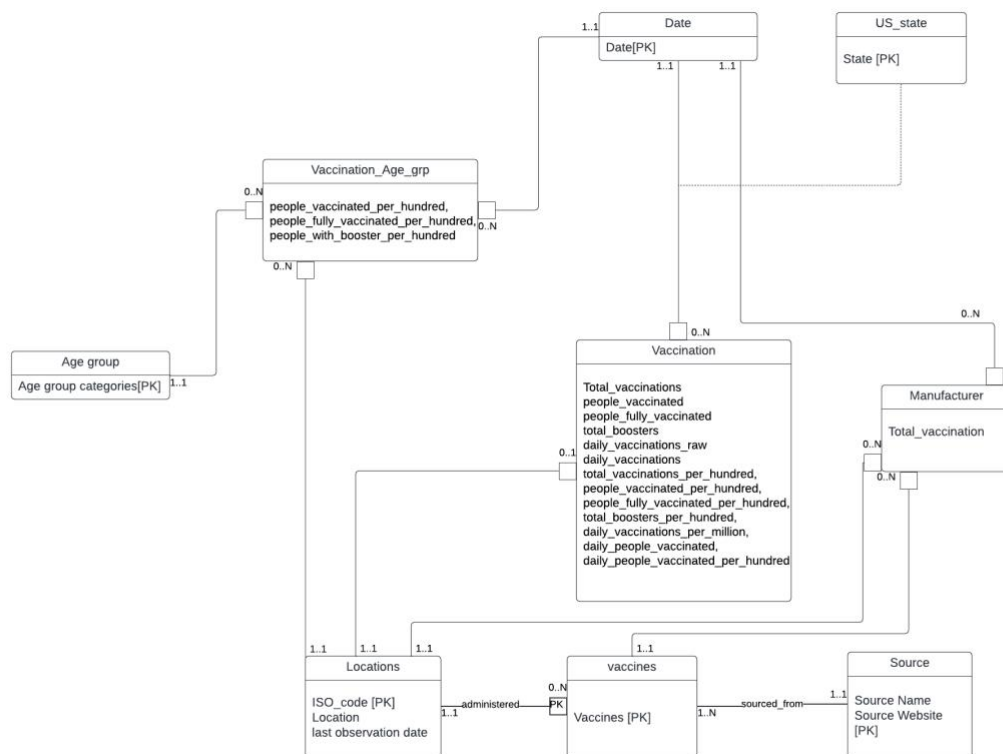 Date
Date[PK]
1..1
1..1
1..1
US_state
State [PK]
Vaccination_Age_grp
people_vaccinated_per_hundred,
people_fully_vaccinated_per_hundred,
people_with_booster_per_hundred
0..N
0..N
0..N
Age group
Age group categories[PK]
1..1
0..N
Vaccination
Total_vaccinations
people_vaccinated
people_fully_vaccinated
total_boosters
daily_vaccinations_raw
daily_vaccinations
total_vaccinations_per_hundred,
people_vaccinated_per_hundred,
people_fully_vaccinated_per_hundred,
total_boosters_per_hundred,
daily_vaccinations_per_million,
daily_people_vaccinated,
daily_people_vaccinated_per_hundred
0..1
0..N
Manufacturer
Total_vaccination
0..N
0..N
1..1
1..1
1..1
Locations
ISO_code [PK]
Location
last observation date
1..1
administered
0..N
PK
1..1
vaccines
Vaccines [PK]
1..N
sourced_from
1..1
Source
Source Name
Source Website
[PK]